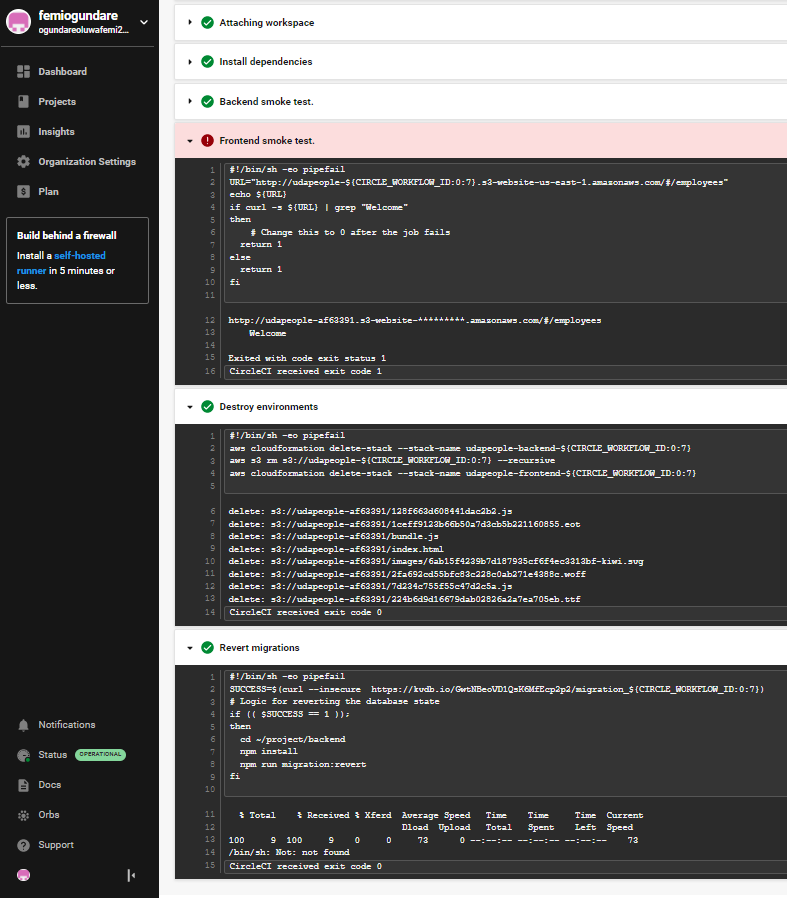 femiogundare
ogundareoluwafemi2...
Dashboard
Projects
Insights
Organization Settings
Plan
Build behind a firewall
Install a self-hosted
runner in 5 minutes or
less.
Notifications
Status OPERATIONAL
Docs
Orbs
Support
Attaching workspace
Install dependencies
Backend smoke test.
Frontend smoke test.
1 #!/bin/sh -eo pipefail
2 URL="http://udapeople-${CIRCLE_WORKFLOW_ID:0:7}.s3-website-us-east-1.amazonaws.com/#/employees"
3 echo ${URL}
4 if curl -s ${URL} | grep "Welcome"
5 then
6 # Change this to 0 after the job fails
7 return 1
8 else
9 return 1
10 fi
11
12 http://udapeople-af63391.s3-website-*********.amazonaws.com/#/employees
13 Welcome
14
15 Exited with code exit status 1
16 CircleCI received exit code 1
Destroy environments
1 #!/bin/sh -eo pipefail
2 aws cloudformation delete-stack --stack-name udapeople-backend-${CIRCLE_WORKFLOW_ID:0:7}
3 aws s3 rm s3://udapeople-${CIRCLE_WORKFLOW_ID:0:7} --recursive
4 aws cloudformation delete-stack --stack-name udapeople-frontend-${CIRCLE_WORKFLOW_ID:0:7}
5
6 delete: s3://udapeople-af63391/128f663d608441dac2b2.js
7 delete: s3://udapeople-af63391/1ceff9123b66b50a7d3cb5b221160855.eot
8 delete: s3://udapeople-af63391/bundle.js
9 delete: s3://udapeople-af63391/index.html
10 delete: s3://udapeople-af63391/images/6ab15f4239b7d187935cf6f4ec3313bf-kiwi.svg
11 delete: s3://udapeople-af63391/2fa692cd55bfc83c228c0ab271e4388c.woff
12 delete: s3://udapeople-af63391/7d234c755f55c47d2c5a.js
13 delete: s3://udapeople-af63391/224b6d9d16679dab02826a2a7ea705eb.ttf
14 CircleCI received exit code 0
Revert migrations
1 #!/bin/sh -eo pipefail
2 SUCCESS=$(curl --insecure https://kvdb.io/GwtNBeoVD1QsK6MfEcp2p2/migration_${CIRCLE_WORKFLOW_ID:0:7})
3 # Logic for reverting the database state
4 if (( $SUCCESS == 1 ));
5 then
6 cd ~/project/backend
7 npm install
8 npm run migration:revert
9 fi
10
11 % Total % Received % Xferd Average Speed Time Time Time Current
12 Dload Upload Total Spent Left Speed
13 100 9 100 9 0 0 73 0 --:--:-- --:--:-- --:--:-- 73
14 /bin/sh: Not: not found
15 CircleCI received exit code 0